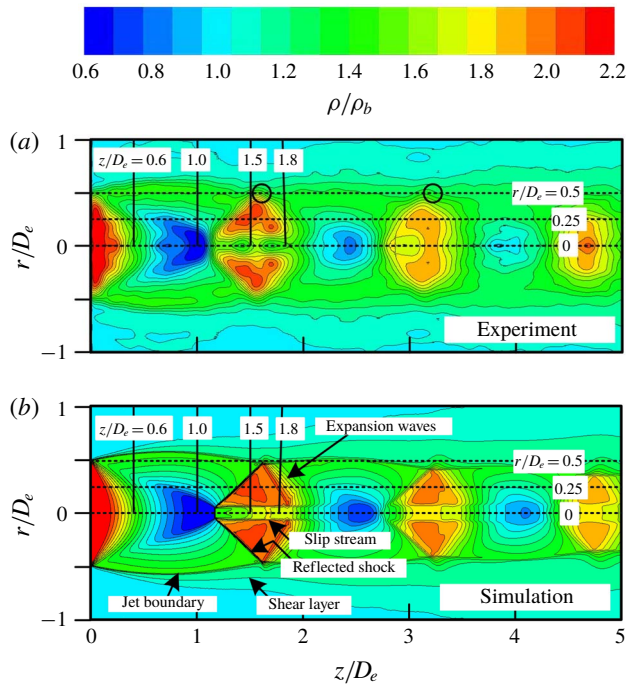 0.6 0.8 1.0 1.2 1.4 1.6 1.8 2.0 2.2
ρ/ρb
(a)
1
z/De = 0.6 1.0 1.5 1.8
r/De = 0.5
0.25
0
r/De
0
−1
Experiment
(b)
1
z/De = 0.6 1.0 1.5 1.8
Expansion waves
r/De = 0.5
0.25
0
r/De
0
Slip stream
Reflected shock
Jet boundary
Shear layer
Simulation
−1
0 1 2 3 4 5
z/De